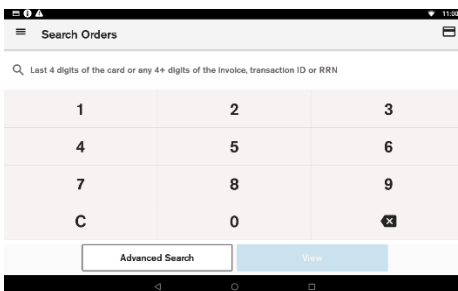 11:00
Search Orders
Last 4 digits of the card or any 4+ digits of the invoice, transaction ID or RRN
1 2 3
4 5 6
7 8 9
C 0
Advanced Search View